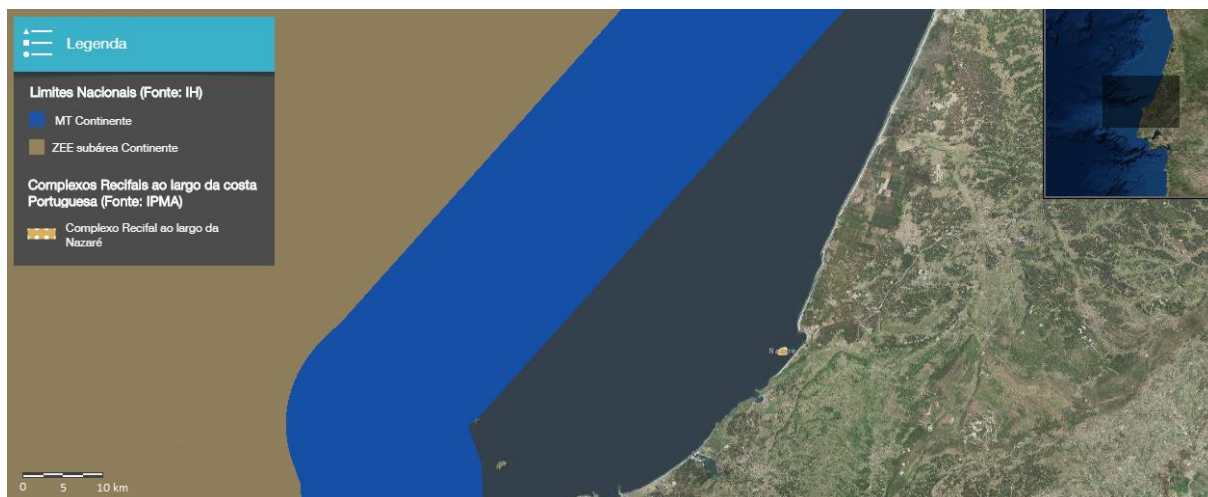 Legenda
Limites Nacionais (Fonte: IH)
MT Continente
ZEE subárea Continente
Complexos Recifais ao largo da costa
Portuguesa (Fonte: IPMA)
Complexo Recifal ao largo da
Nazaré
0 5 10 km